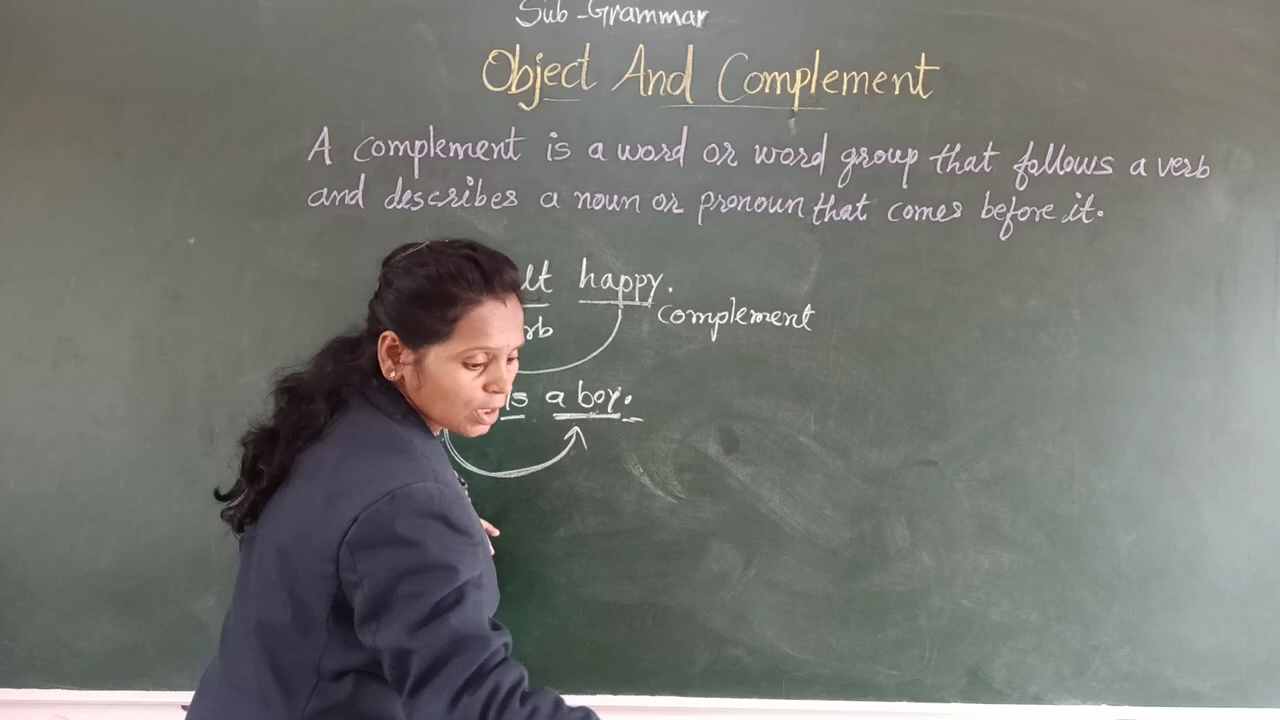 Sub-Grammar
Object And Complement
A complement is a word or word group that follows a verb
and describes a noun or pronoun that comes before it.
happy.
complement
is a boy.